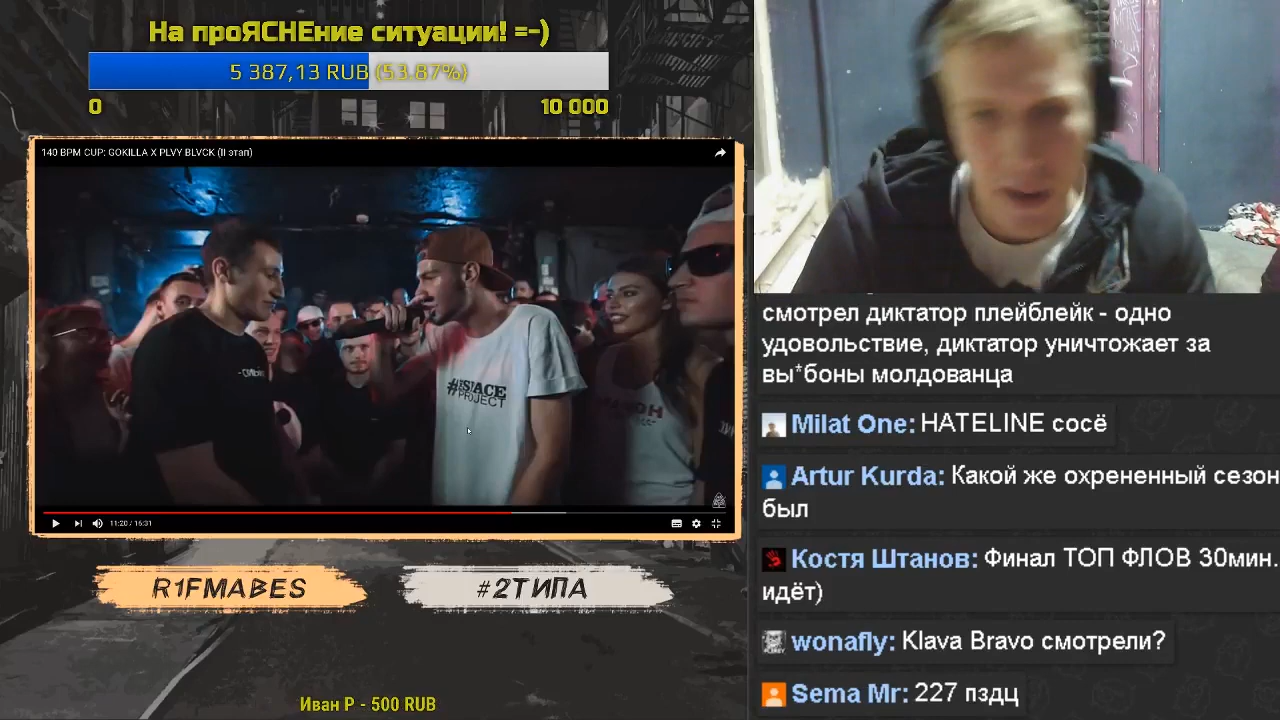 На проЯСНЕние ситуации! =-)
5 387,13 RUB (53.87%)
0
10 000
140 BPM CUP: GOKILLA X PLVY BLVCK (II этап)
#
SPACE
PROJECT
11:20 / 16:31
R1FMABES
#2ТИПА
Иван Р - 500 RUB
смотрел диктатор плейблейк - одно
удовольствие, диктатор уничтожает за
вы*боны молдованца
Milat One: HATELINE сосё
Artur Kurda: Какой же охрененный сезон
был
Костя Штанов: Финал ТОП ФЛОВ 30мин.
идёт)
wonafly: Klava Bravo смотрели?
Sema Mr: 227 пздц